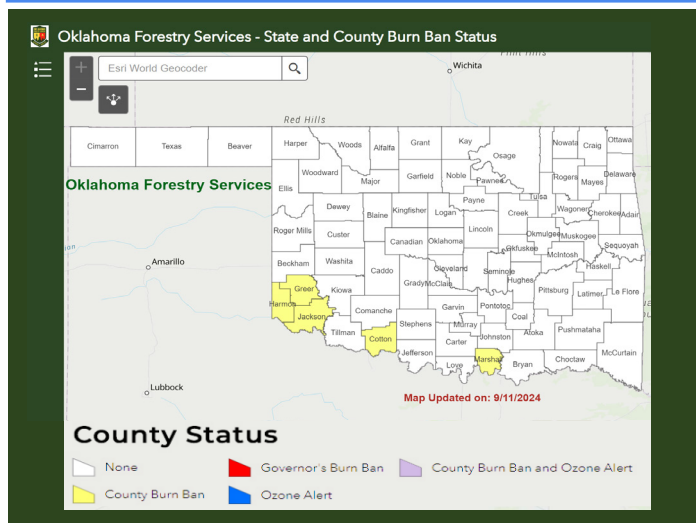 Oklahoma Forestry Services - State and County Burn Ban Status
Esri World Geocoder
Wichita
Red Hills
Cimarron Texas Beaver Harper Woods Alfalfa Grant Kay Osage Nowata Craig Ottawa
Oklahoma Forestry Services
Ellis Woodward Major Garfield Noble Pawnee Rogers Mayes Delaware
Dewey Blaine Kingfisher Logan Payne Creek Tulsa Wagoner Cherokee Adair
Roger Mills Custer Canadian Oklahoma Lincoln Okmulgee Muskogee Sequoyah
Amarillo
Beckham Washita Caddo Grady McClain Cleveland Seminole Okfuskee Hughes McIntosh Haskell
Greer Kiowa Pittsburg Latimer Le Flore
Harmon Jackson Comanche Stephens Garvin Pontotoc Coal
Tillman Cotton Murray Johnston Atoka Pushmataha
Jefferson Carter Love Marshall Bryan Choctaw McCurtain
Lubbock
Map Updated on: 9/11/2024
County Status
None
Governor's Burn Ban
County Burn Ban and Ozone Alert
County Burn Ban
Ozone Alert